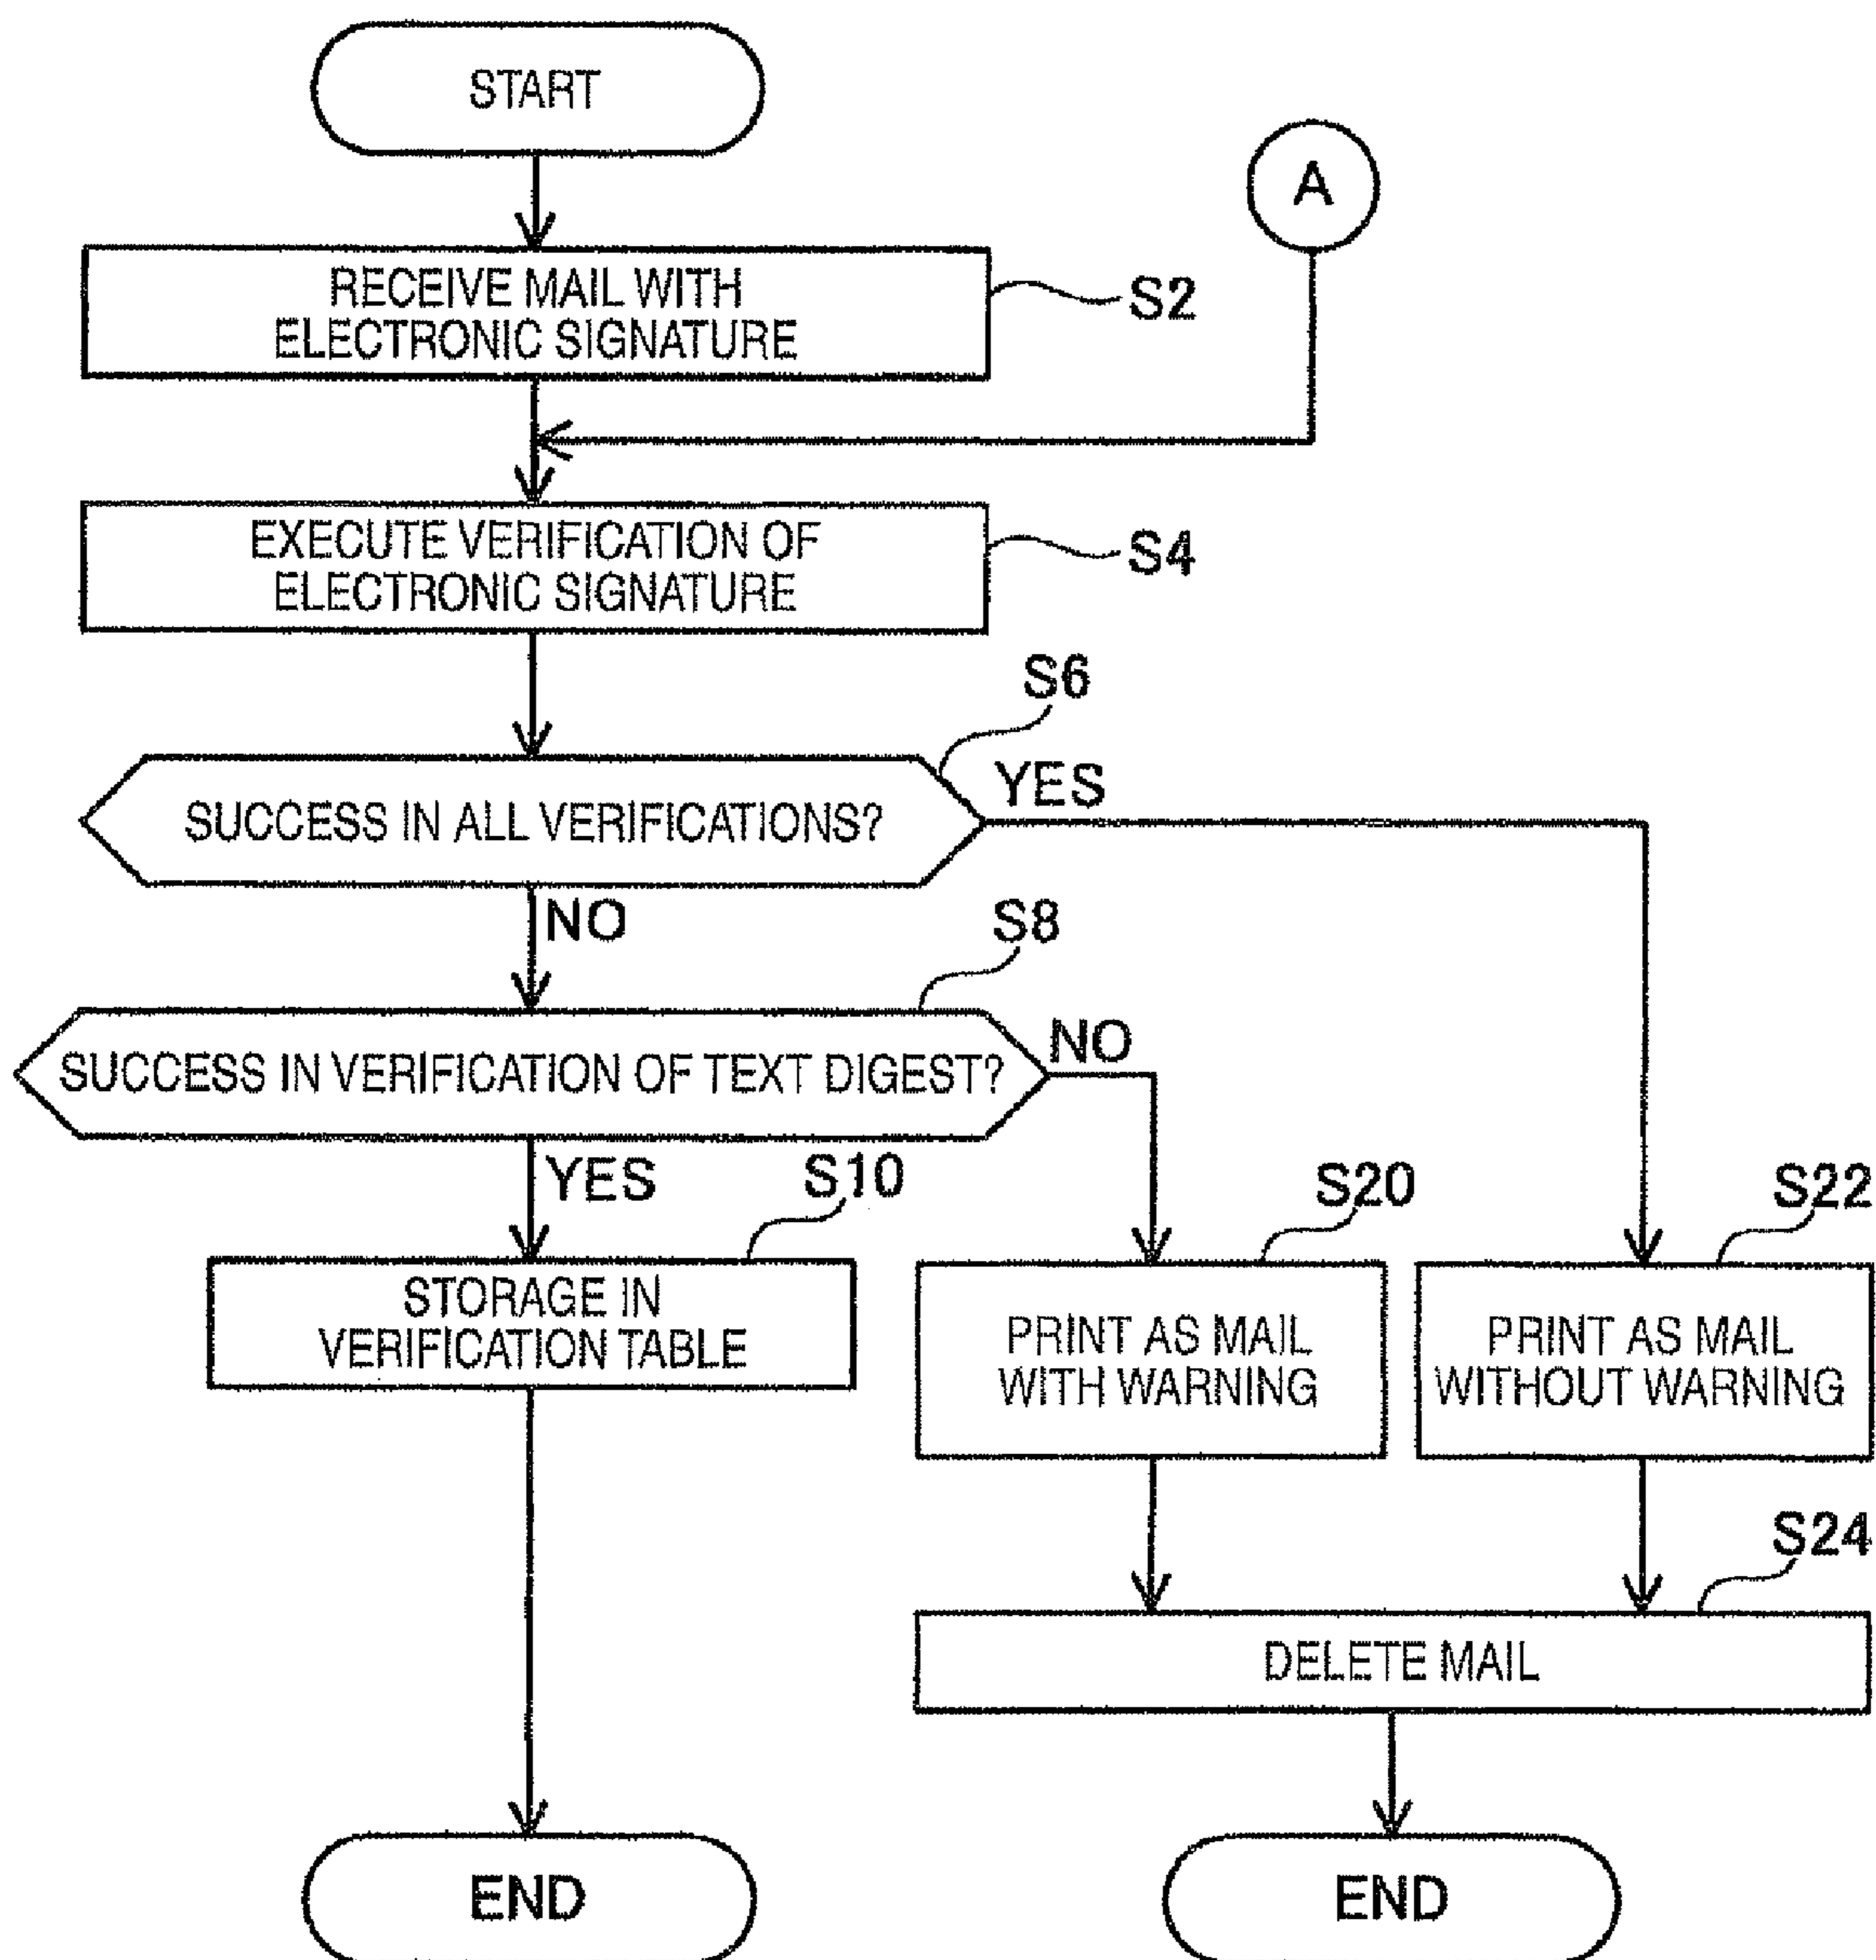 START
A
RECEIVE MAIL WITH
ELECTRONIC SIGNATURE
S2
EXECUTE VERIFICATION OF
ELECTRONIC SIGNATURE
S4
S6
SUCCESS IN ALL VERIFICATIONS?
YES
NO
S8
SUCCESS IN VERIFICATION OF TEXT DIGEST?
NO
YES
S10
S20
S22
STORAGE IN
VERIFICATION TABLE
PRINT AS MAIL
WITH WARNING
PRINT AS MAIL
WITHOUT WARNING
S24
DELETE MAIL
END
END